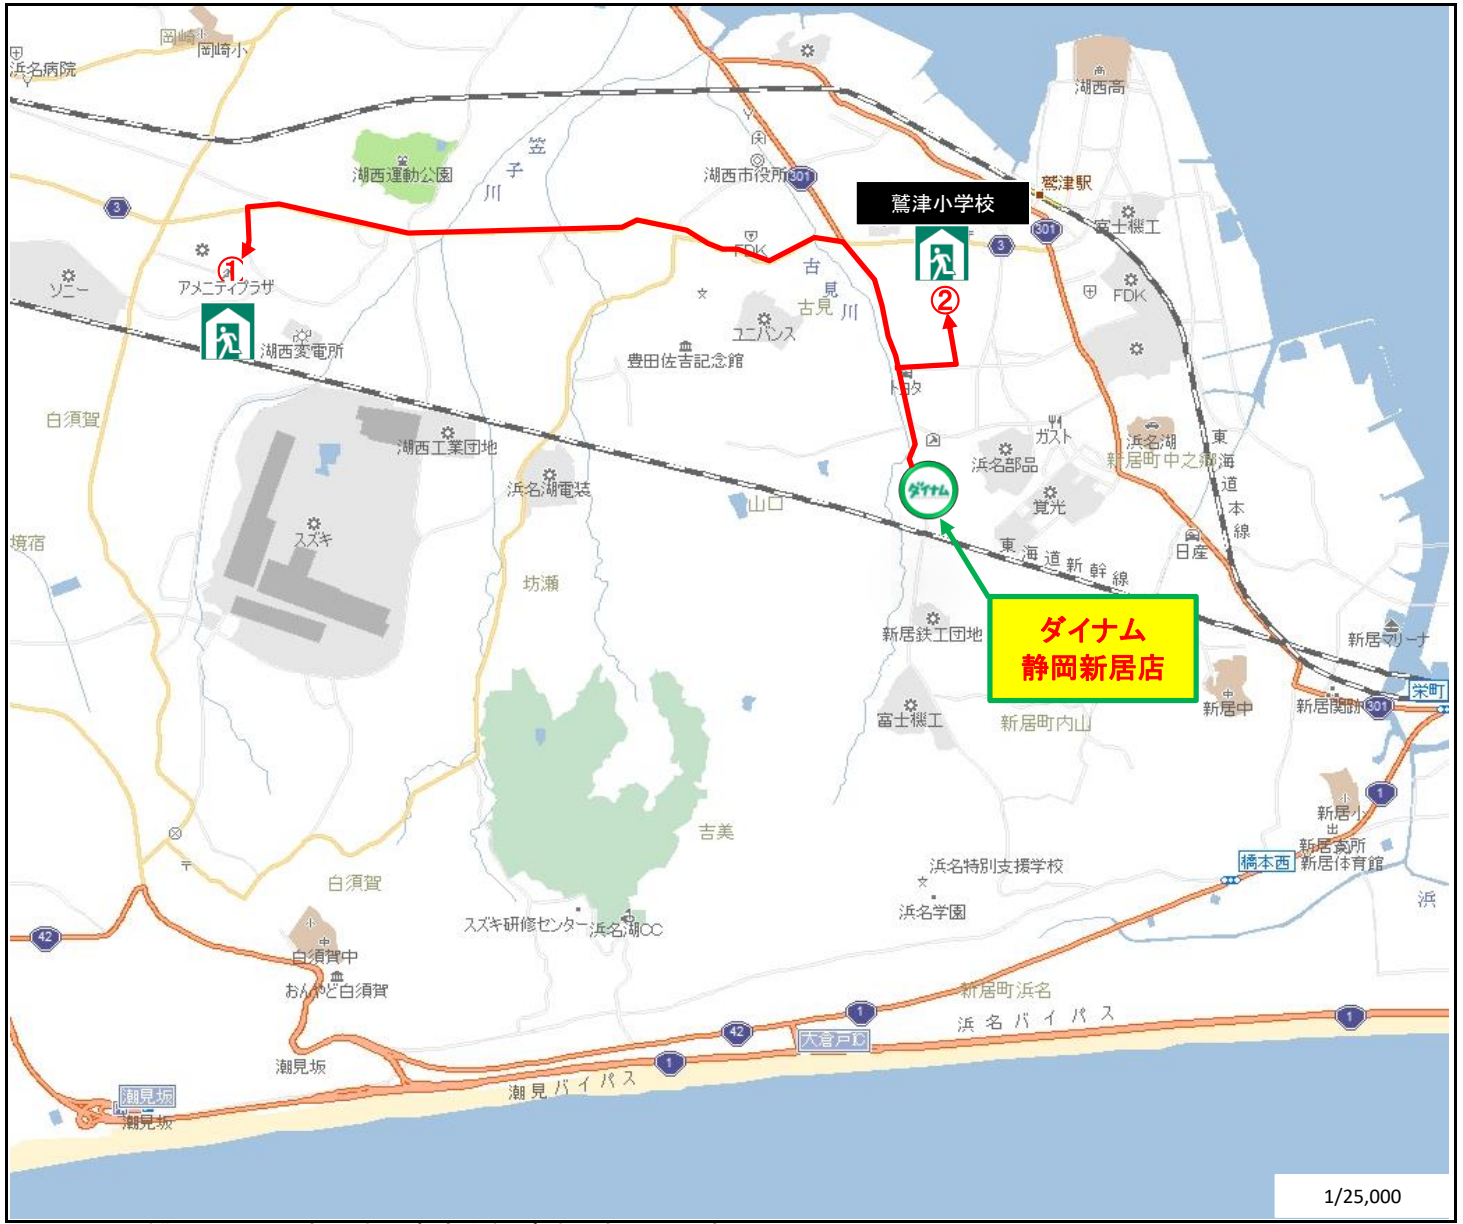 岡崎
岡崎小
浜名病院
湖西高
湖西運動公園
笠子川
湖西市役所
301
鷲津駅
鷲津小学校
富士機工
3
301
3
FDK
古見川
古見
①
アメニティプラザ
ソニー
②
FDK
ユニバンス
湖西変電所
豊田佐吉記念館
トヨタ
白須賀
湖西工業団地
ガスト
浜名湖
新居町中之郷
東海道本線
浜名部品
浜名湖電装
ダイナム
覚光
山口
スズキ
境宿
日産
東海道新幹線
坊瀬
新居鉄工団地
ダイナム
静岡新居店
新居マリーナ
栄町
新居中
新居関跡
301
富士機工
新居町内山
1
新居小
吉美
新居支所
新居体育館
橋本西
浜名特別支援学校
白須賀
浜名学園
浜
スズキ研修センター
浜名湖CC
42
白須賀中
おんやど白須賀
新居町浜名
浜名バイパス
1
1
42
大倉戸IC
潮見坂
1
潮見バイパス
潮見坂
潮見坂
1/25,000